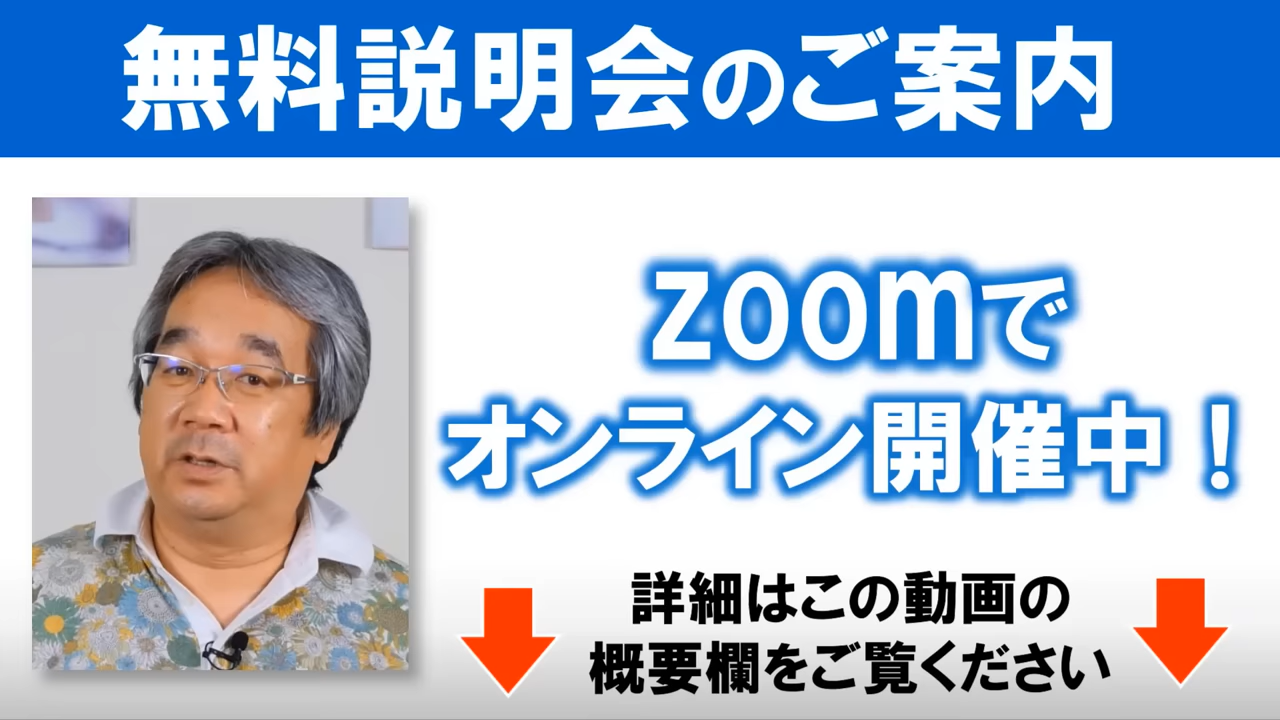 無料説明会のご案内
zoomで
オンライン開催中！
詳細はこの動画の
概要欄をご覧ください